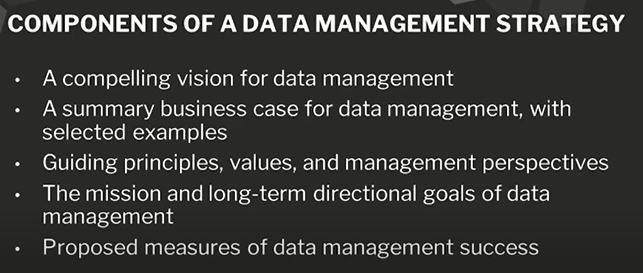 COMPONENTS OF A DATA MANAGEMENT STRATEGY
• A compelling vision for data management
• A summary business case for data management, with
selected examples
• Guiding principles, values, and management perspectives
• The mission and long-term directional goals of data
management
• Proposed measures of data management success